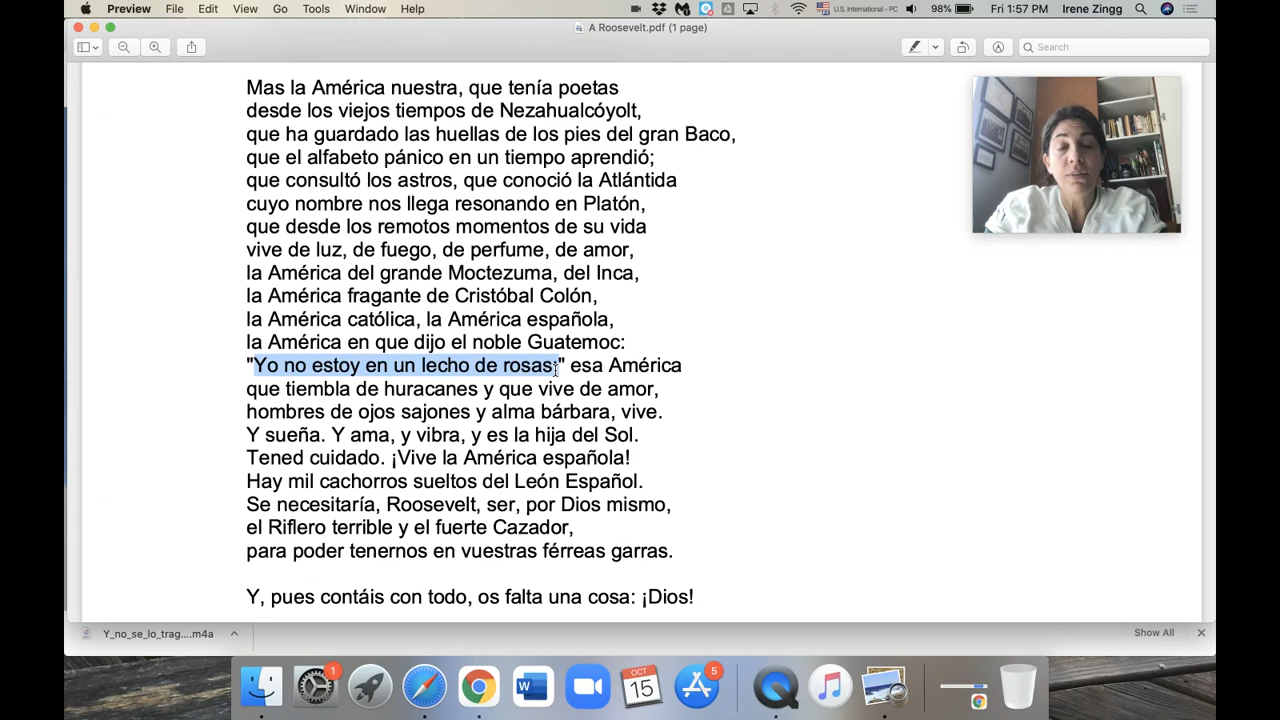 Preview File Edit View Go Tools Window Help
U.S. International - PC 98% Fri 1:57 PM Irene Zingg
A Roosevelt.pdf (1 page)
Search
Mas la América nuestra, que tenía poetas
desde los viejos tiempos de Nezahualcóyolt,
que ha guardado las huellas de los pies del gran Baco,
que el alfabeto pánico en un tiempo aprendió;
que consultó los astros, que conoció la Atlántida
cuyo nombre nos llega resonando en Platón,
que desde los remotos momentos de su vida
vive de luz, de fuego, de perfume, de amor,
la América del grande Moctezuma, del Inca,
la América fragante de Cristóbal Colón,
la América católica, la América española,
la América en que dijo el noble Guatemoc:
"Yo no estoy en un lecho de rosas;" esa América
que tiembla de huracanes y que vive de amor,
hombres de ojos sajones y alma bárbara, vive.
Y sueña. Y ama, y vibra, y es la hija del Sol.
Tened cuidado. ¡Vive la América española!
Hay mil cachorros sueltos del León Español.
Se necesitaría, Roosevelt, ser, por Dios mismo,
el Riflero terrible y el fuerte Cazador,
para poder tenernos en vuestras férreas garras.
Y, pues contáis con todo, os falta una cosa: ¡Dios!
Y_no_se_lo_trag....m4a
Show All
1
W
OCT
15
5